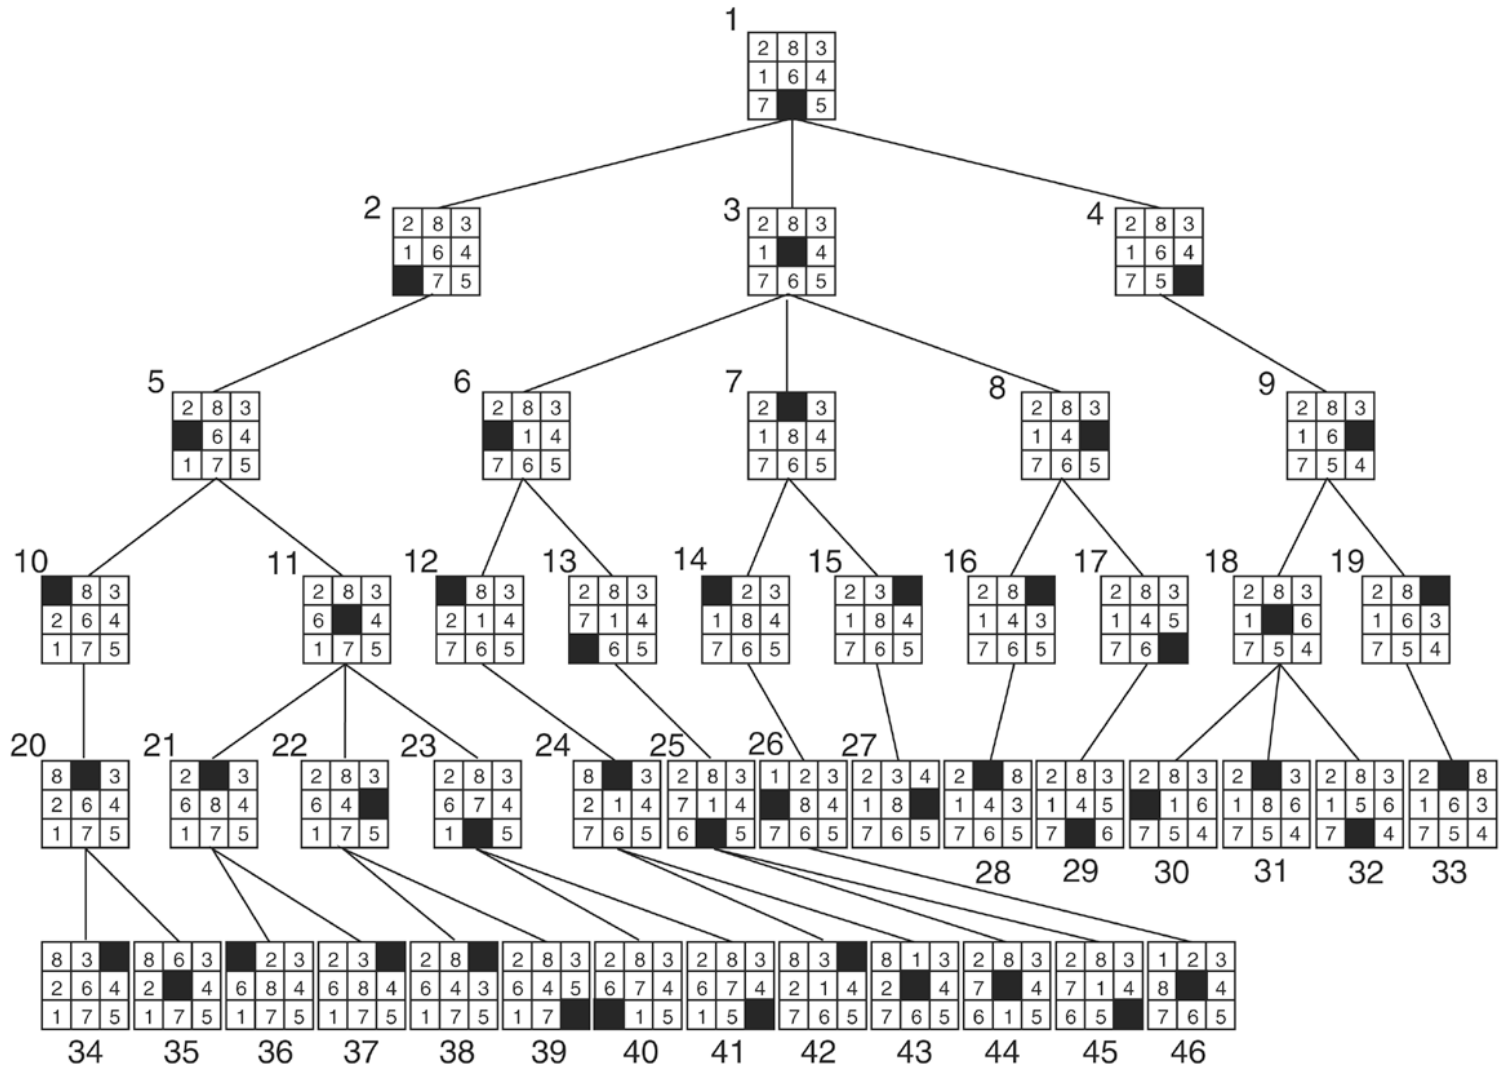 1
2 8 3
1 6 4
7 5
2
2 8 3
1 6 4
7 5
3
2 8 3
1 4
7 6 5
4
2 8 3
1 6 4
7 5
5
2 8 3
6 4
1 7 5
6
2 8 3
1 4
7 6 5
7
2 3
1 8 4
7 6 5
8
2 8 3
1 4
7 6 5
9
2 8 3
1 6
7 5 4
10
8 3
2 6 4
1 7 5
11
2 8 3
6 4
1 7 5
12
8 3
2 1 4
7 6 5
13
2 8 3
7 1 4
6 5
14
2 3
1 8 4
7 6 5
15
2 3
1 8 4
7 6 5
16
2 8
1 4 3
7 6 5
17
2 8 3
1 4 5
7 6
18
2 8 3
1 6
7 5 4
19
2 8
1 6 3
7 5 4
20
8 3
2 6 4
1 7 5
21
2 3
6 8 4
1 7 5
22
2 8 3
6 4
1 7 5
23
2 8 3
6 7 4
1 5
24
8 3
2 1 4
7 6 5
25
2 8 3
7 1 4
6 5
26
1 2 3
8 4
7 6 5
27
2 3 4
1 8
7 6 5
2 8
1 4 3
7 6 5
28
2 8 3
1 4 5
7 6
29
2 8 3
1 6
7 5 4
30
2 3
1 8 6
7 5 4
31
2 8 3
1 5 6
7 4
32
2 8
1 6 3
7 5 4
33
8 3
2 6 4
1 7 5
34
8 6 3
2 4
1 7 5
35
2 3
6 8 4
1 7 5
36
2 3
6 8 4
1 7 5
37
2 8
6 4 3
1 7 5
38
2 8 3
6 4 5
1 7
39
2 8 3
6 7 4
1 5
40
2 8 3
6 7 4
1 5
41
8 3
2 1 4
7 6 5
42
8 1 3
2 4
7 6 5
43
2 8 3
7 4
6 1 5
44
2 8 3
7 1 4
6 5
45
1 2 3
8 4
7 6 5
46